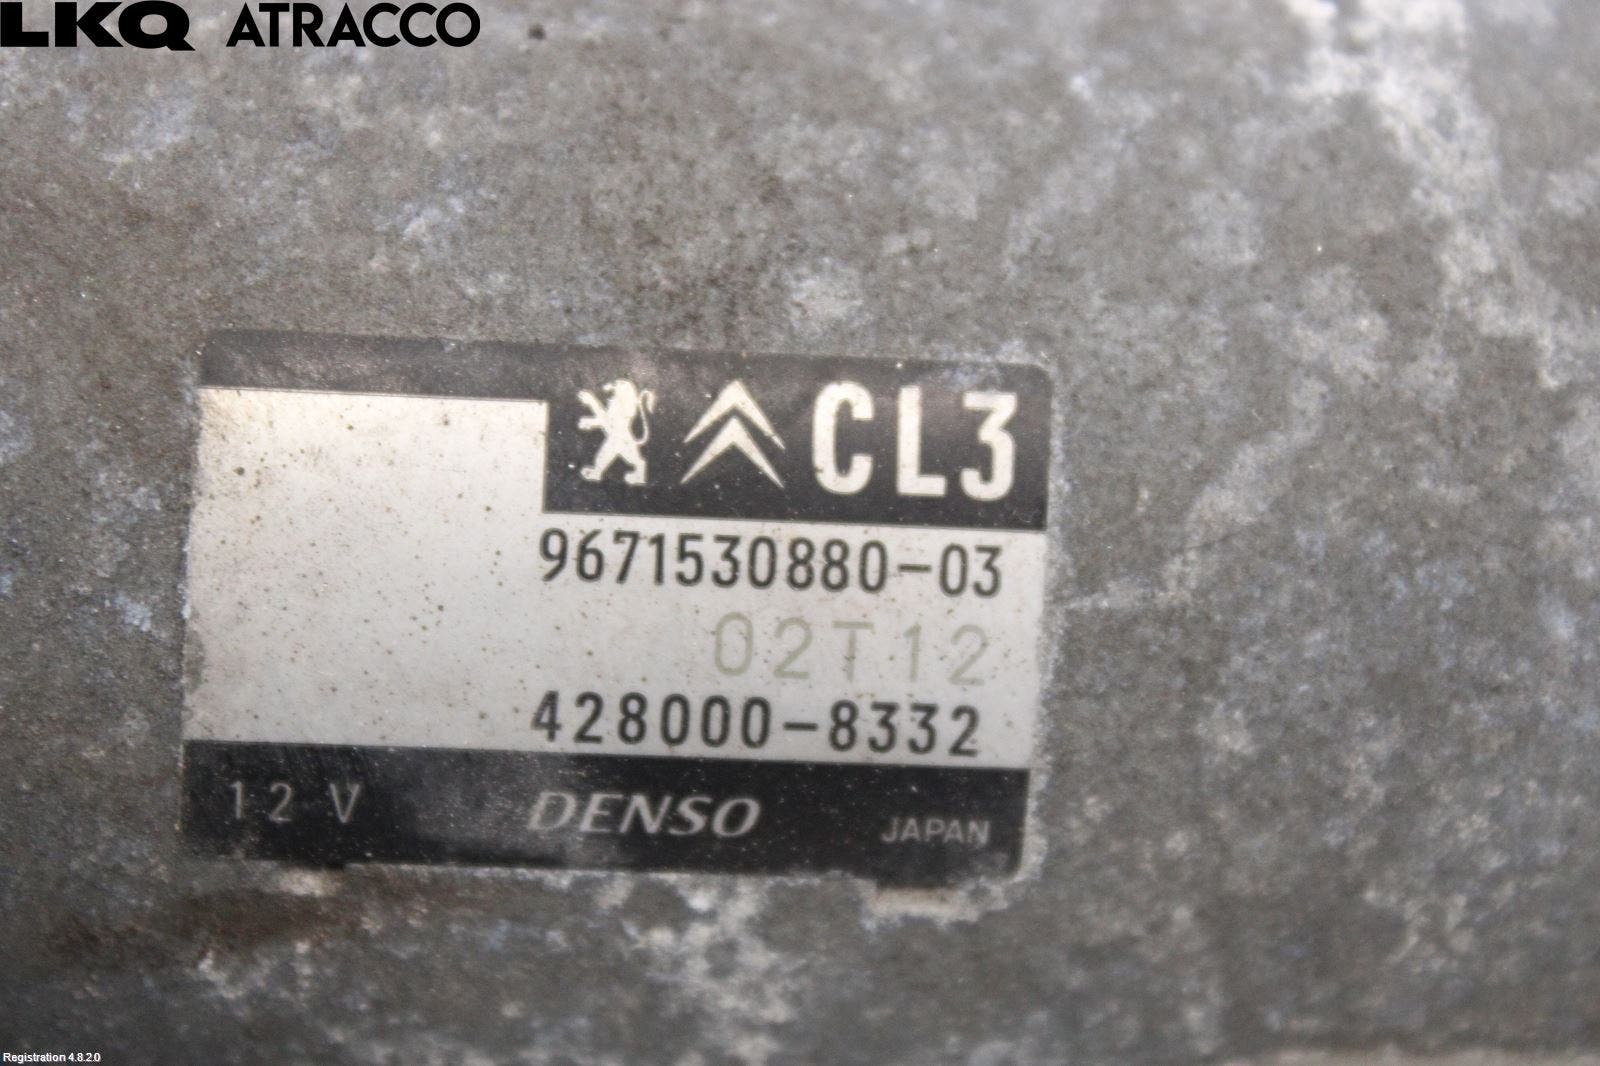 LKQ ATRACCO
CL3
9671530880-03
02T12
428000-8332
12 V DENSO JAPAN
Registration 4.8.2.0